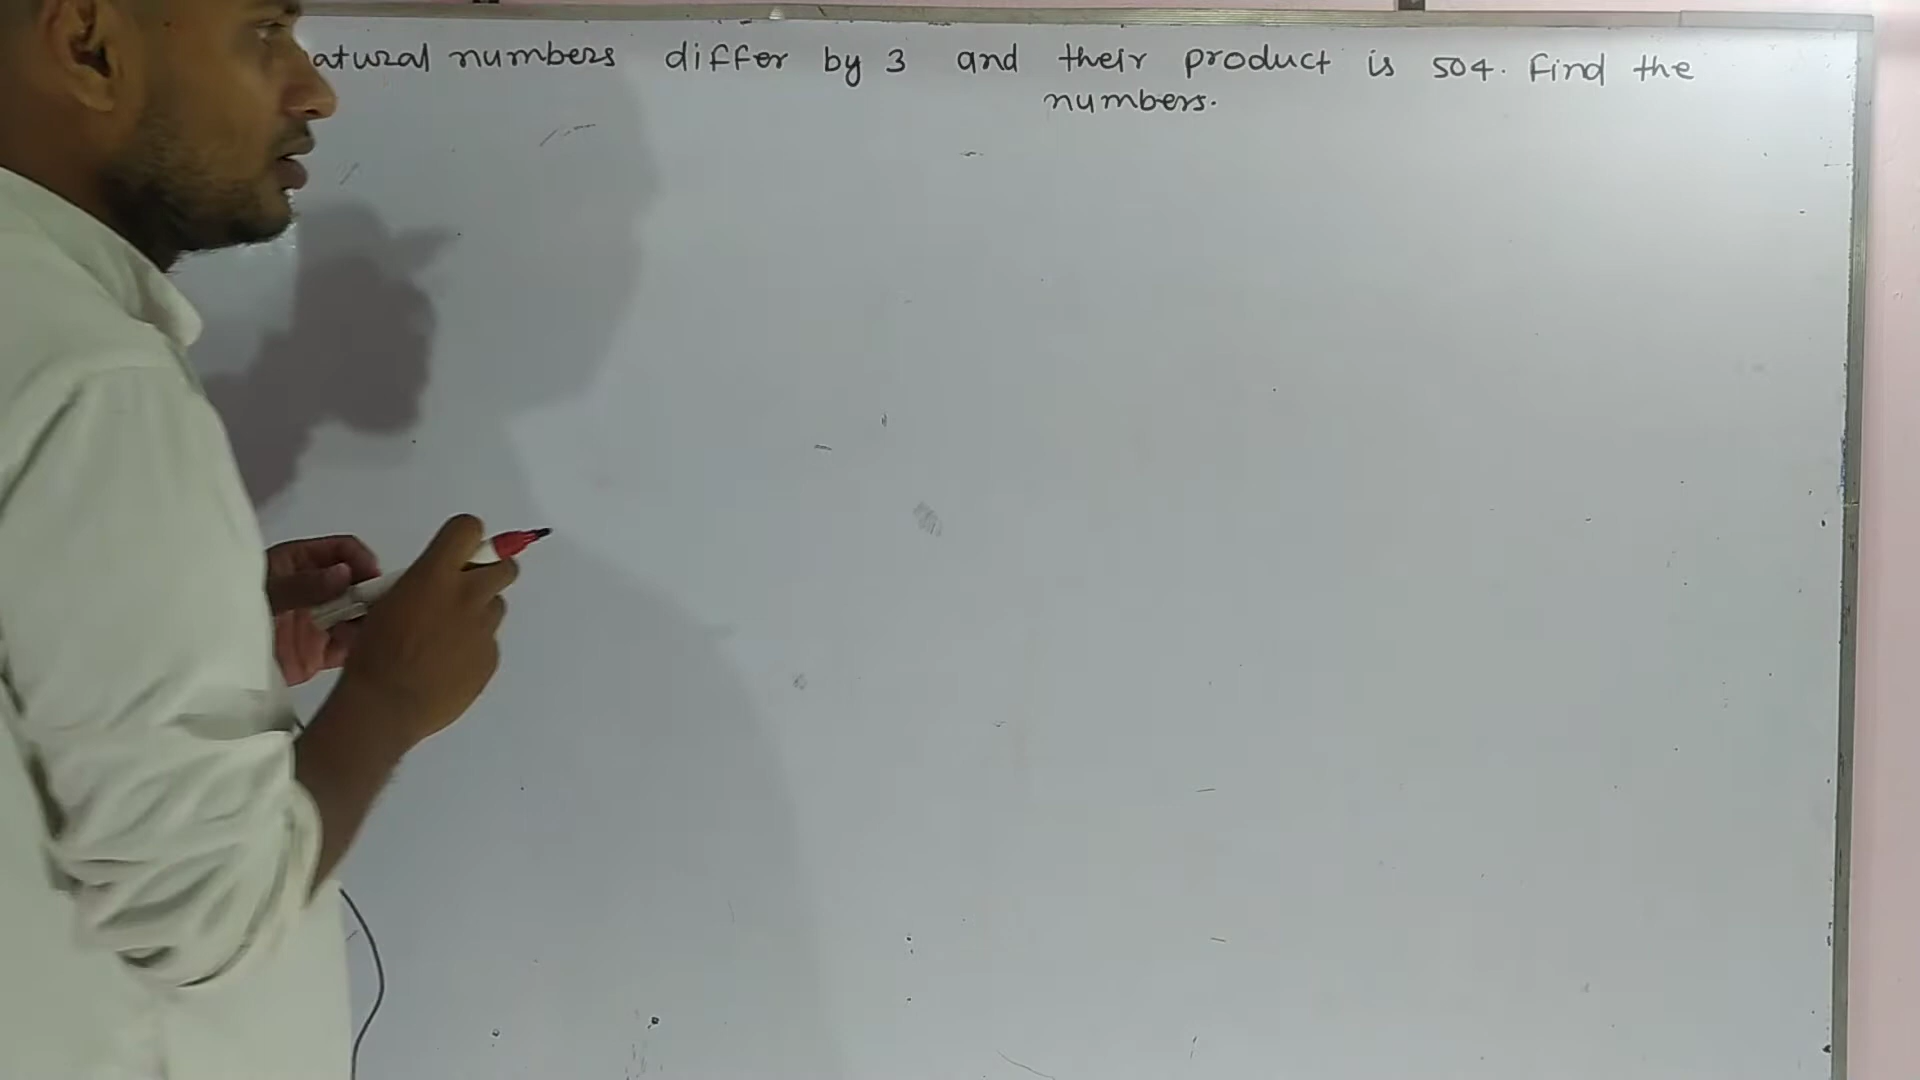 atural numbers differ by 3 and their product is 504. Find the
numbers.